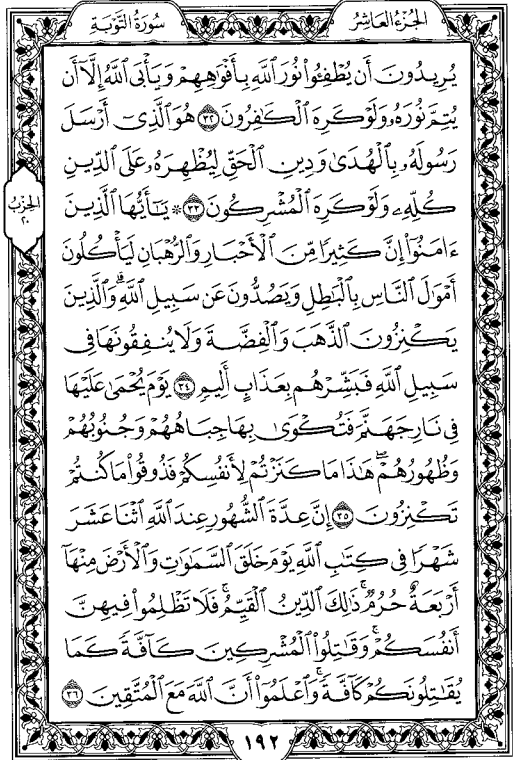 الجزء العاشر
سورة التوبة
يُرِيدُونَ أَن يُطْفِـُٔوا۟ نُورَ ٱللَّهِ بِأَفْوَٰهِهِمْ وَيَأْبَى ٱللَّهُ إِلَّآ أَن
يُتِمَّ نُورَهُۥ وَلَوْ كَرِهَ ٱلْكَٰفِرُونَ ٣٢ هُوَ ٱلَّذِىٓ أَرْسَلَ
رَسُولَهُۥ بِٱلْهُدَىٰ وَدِينِ ٱلْحَقِّ لِيُظْهِرَهُۥ عَلَى ٱلدِّينِ
كُلِّهِۦ وَلَوْ كَرِهَ ٱلْمُشْرِكُونَ ٣٣ * يَٰٓأَيُّهَا ٱلَّذِينَ
ءَامَنُوٓا۟ إِنَّ كَثِيرًا مِّنَ ٱلْأَحْبَارِ وَٱلرُّهْبَانِ لَيَأْكُلُونَ
أَمْوَٰلَ ٱلنَّاسِ بِٱلْبَٰطِلِ وَيَصُدُّونَ عَن سَبِيلِ ٱللَّهِ ۗ وَٱلَّذِينَ
يَكْنِزُونَ ٱلذَّهَبَ وَٱلْفِضَّةَ وَلَا يُنفِقُونَهَا فِى
سَبِيلِ ٱللَّهِ فَبَشِّرْهُم بِعَذَابٍ أَلِيمٍ ٣٤ يَوْمَ يُحْمَىٰ عَلَيْهَا
فِى نَارِ جَهَنَّمَ فَتُكْوَىٰ بِهَا جِبَاهُهُمْ وَجُنُوبُهُمْ
وَظُهُورُهُمْ ۖ هَٰذَا مَا كَنَزْتُمْ لِأَنفُسِكُمْ فَذُوقُوا۟ مَا كُنتُمْ
تَكْنِزُونَ ٣٥ إِنَّ عِدَّةَ ٱلشُّهُورِ عِندَ ٱللَّهِ ٱثْنَا عَشَرَ
شَهْرًا فِى كِتَٰبِ ٱللَّهِ يَوْمَ خَلَقَ ٱلسَّمَٰوَٰتِ وَٱلْأَرْضَ مِنْهَآ
أَرْبَعَةٌ حُرُمٌ ۚ ذَٰلِكَ ٱلدِّينُ ٱلْقَيِّمُ ۚ فَلَا تَظْلِمُوا۟ فِيهِنَّ
أَنفُسَكُمْ ۚ وَقَٰتِلُوا۟ ٱلْمُشْرِكِينَ كَآفَّةً كَمَا
يُقَٰتِلُونَكُمْ كَآفَّةً ۚ وَٱعْلَمُوٓا۟ أَنَّ ٱللَّهَ مَعَ ٱلْمُتَّقِينَ ٣٦
الحزب
٢٠
١٩٢